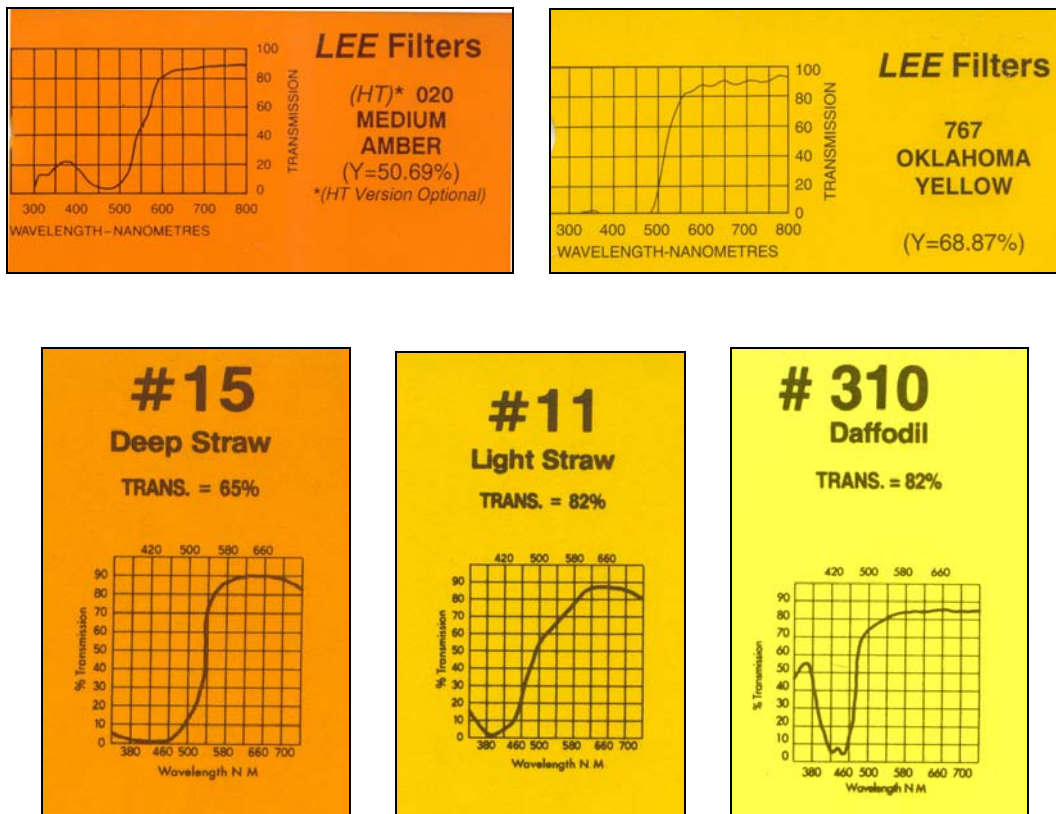 LEE Filters
(HT)* 020
MEDIUM
AMBER
(Y=50.69%)
*(HT Version Optional)
100
80
60
40
20
0
TRANSMISSION
300 400 500 600 700 800
WAVELENGTH–NANOMETRES
LEE Filters
767
OKLAHOMA
YELLOW
(Y=68.87%)
100
80
60
40
20
0
TRANSMISSION
300 400 500 600 700 800
WAVELENGTH-NANOMETRES
#15
Deep Straw
TRANS. = 65%
420 500 580 660
90
80
70
60
50
40
30
20
10
0
% Transmission
380 460 500 580 660 700
Wavelength N M
#11
Light Straw
TRANS. = 82%
420 500 580 660
90
80
70
60
50
40
30
20
10
0
% Transmission
380 460 500 580 660 700
Wavelength N M
# 310
Daffodil
TRANS. = 82%
420 500 580 660
90
80
70
60
50
40
30
20
10
0
% Transmission
380 460 500 580 660 700
Wavelength N M